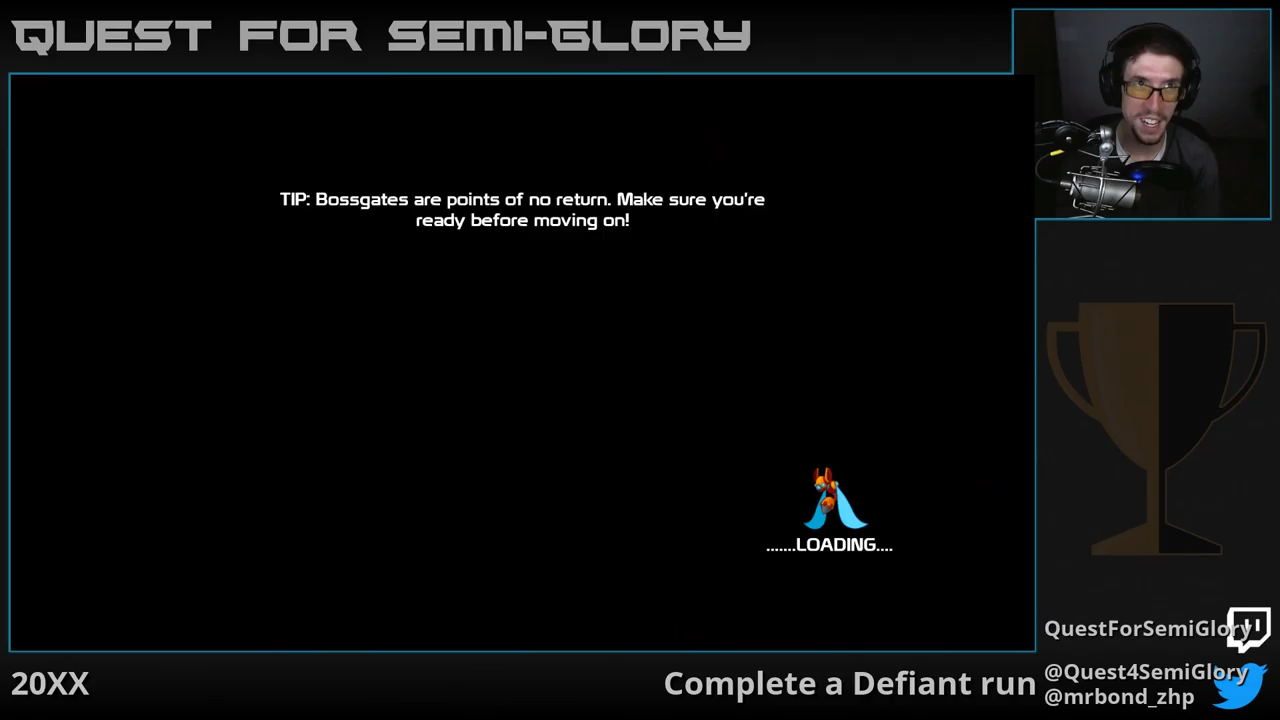 QUEST FOR SEMI-GLORY
TIP: Bossgates are points of no return. Make sure you're
ready before moving on!
.......LOADING....
QuestForSemiGlory
@Quest4SemiGlory
@mrbond_zhp
20XX
Complete a Defiant run